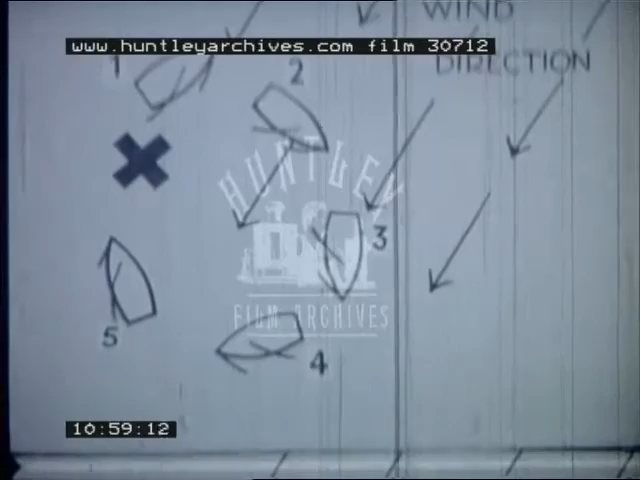 WIND
www.huntleyarchives.com film 30712
DIRECTION
1
2
HUNTLEY
3
FILM ARCHIVES
5
4
10:59:12